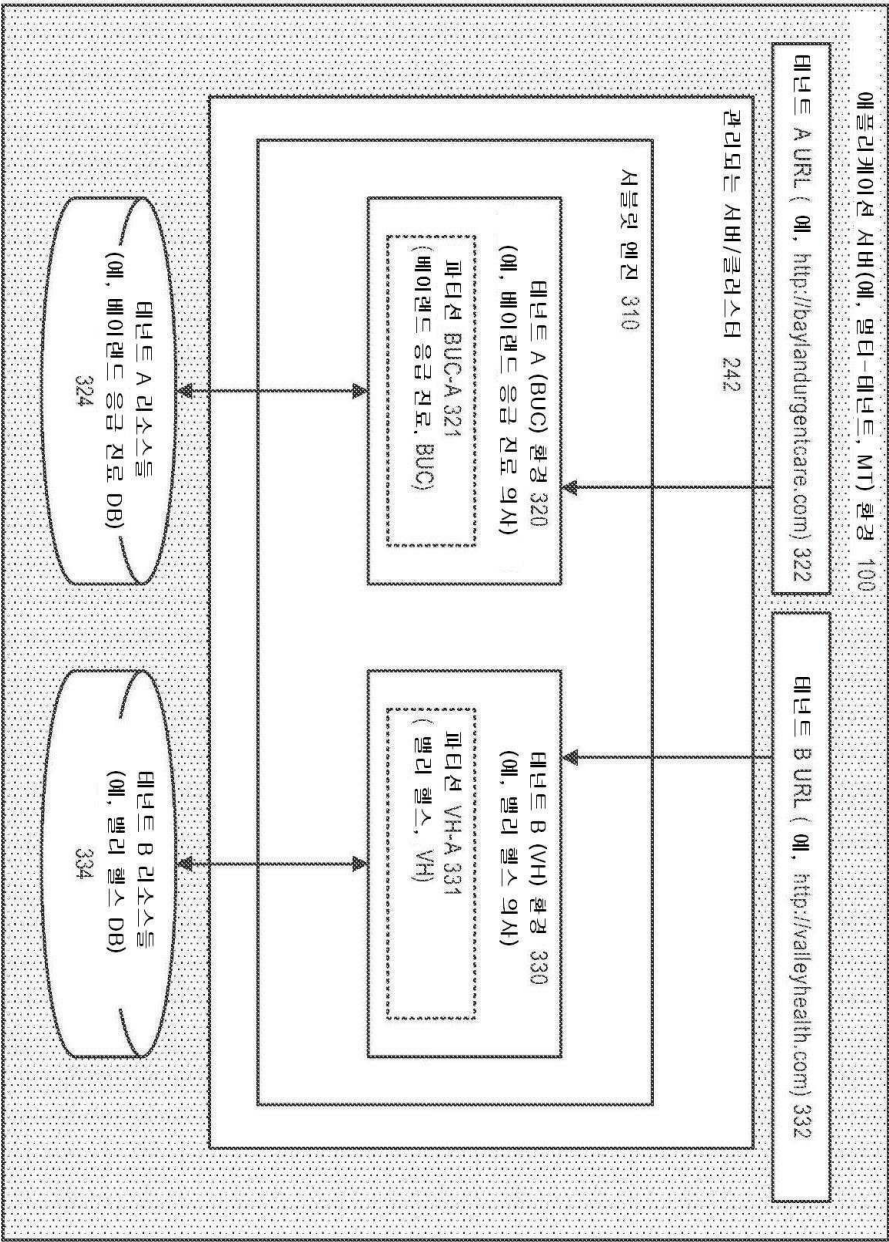 애플리케이션 서버(예, 멀티-테넌트, MT) 환경 100
테넌트 A URL ( 예, http://baylandurgentcare.com) 322
테넌트 B URL ( 예, http://valleyhealth.com) 332
관리되는 서버/클러스터 242
서블릿 엔진 310
테넌트 A (BUC) 환경 320
(예, 베이랜드 응급 진료 의사)
파티션 BUC-A 321
( 베이랜드 응급 진료, BUC)
테넌트 B (VH) 환경 330
(예, 밸리 헬스 의사)
파티션 VH-A 331
( 밸리 헬스, VH)
테넌트 A 리소스들
(예, 베이랜드 응급 진료 DB)
324
테넌트 B 리소스들
(예, 밸리 헬스 DB)
334